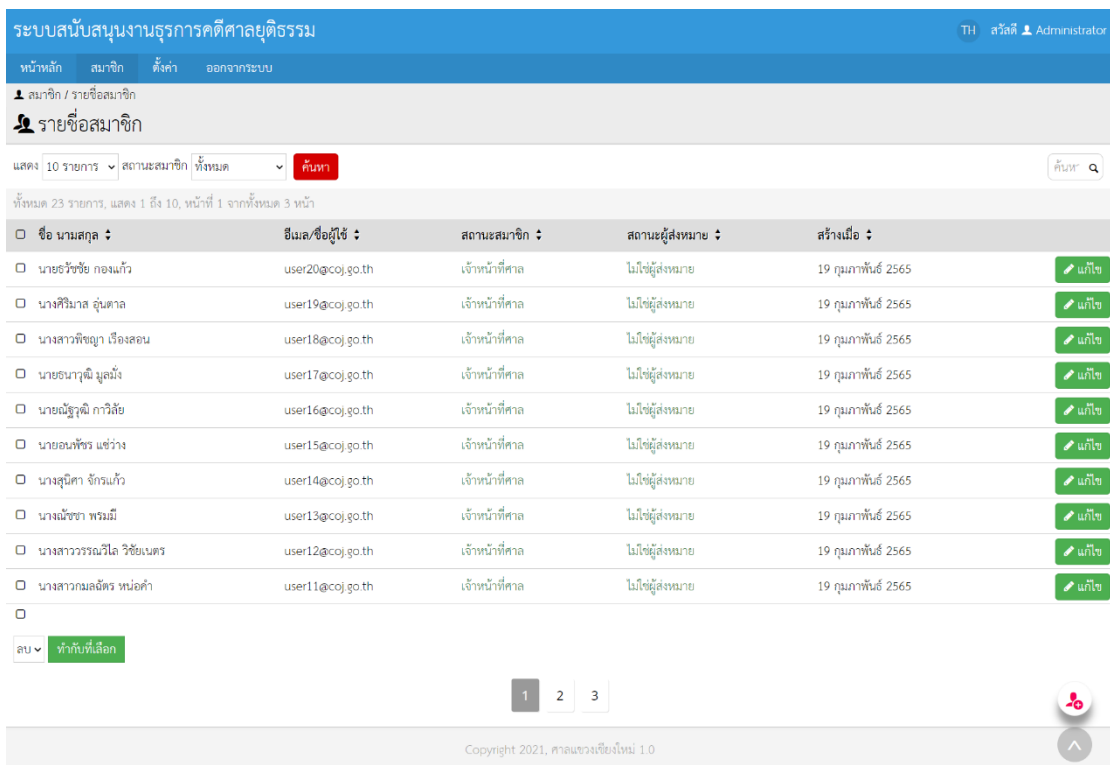 ระบบสนับสนุนงานธุรการคดีศาลยุติธรรม TH สวัสดี Administrator
หน้าหลัก สมาชิก ตั้งค่า ออกจากระบบ
สมาชิก / รายชื่อสมาชิก
รายชื่อสมาชิก
แสดง 10 รายการ สถานะสมาชิก ทั้งหมด ค้นหา ค้นหา
ทั้งหมด 23 รายการ, แสดง 1 ถึง 10, หน้าที่ 1 จากทั้งหมด 3 หน้า
ชื่อ นามสกุล อีเมล/ชื่อผู้ใช้ สถานะสมาชิก สถานะผู้ส่งหมาย สร้างเมื่อ
นายธวัชชัย กองแก้ว user20@coj.go.th เจ้าหน้าที่ศาล ไม่ใช่ผู้ส่งหมาย 19 กุมภาพันธ์ 2565 แก้ไข
นางศิริมาส อุ่นตาล user19@coj.go.th เจ้าหน้าที่ศาล ไม่ใช่ผู้ส่งหมาย 19 กุมภาพันธ์ 2565 แก้ไข
นางสาวพิชญา เรืองสอน user18@coj.go.th เจ้าหน้าที่ศาล ไม่ใช่ผู้ส่งหมาย 19 กุมภาพันธ์ 2565 แก้ไข
นายธนาวุฒิ มูลมั่ง user17@coj.go.th เจ้าหน้าที่ศาล ไม่ใช่ผู้ส่งหมาย 19 กุมภาพันธ์ 2565 แก้ไข
นายณัฐวุฒิ กาวิลัย user16@coj.go.th เจ้าหน้าที่ศาล ไม่ใช่ผู้ส่งหมาย 19 กุมภาพันธ์ 2565 แก้ไข
นายอนพัชร แซ่ว่าง user15@coj.go.th เจ้าหน้าที่ศาล ไม่ใช่ผู้ส่งหมาย 19 กุมภาพันธ์ 2565 แก้ไข
นางสุนิศา จักรแก้ว user14@coj.go.th เจ้าหน้าที่ศาล ไม่ใช่ผู้ส่งหมาย 19 กุมภาพันธ์ 2565 แก้ไข
นางณัชชา พรมมี user13@coj.go.th เจ้าหน้าที่ศาล ไม่ใช่ผู้ส่งหมาย 19 กุมภาพันธ์ 2565 แก้ไข
นางสาววรรณวิไล วิชัยเนตร user12@coj.go.th เจ้าหน้าที่ศาล ไม่ใช่ผู้ส่งหมาย 19 กุมภาพันธ์ 2565 แก้ไข
นางสาวกมลฉัตร หน่อคำ user11@coj.go.th เจ้าหน้าที่ศาล ไม่ใช่ผู้ส่งหมาย 19 กุมภาพันธ์ 2565 แก้ไข
ลบ ทำกับที่เลือก
1 2 3
Copyright 2021, ศาลแขวงเชียงใหม่ 1.0